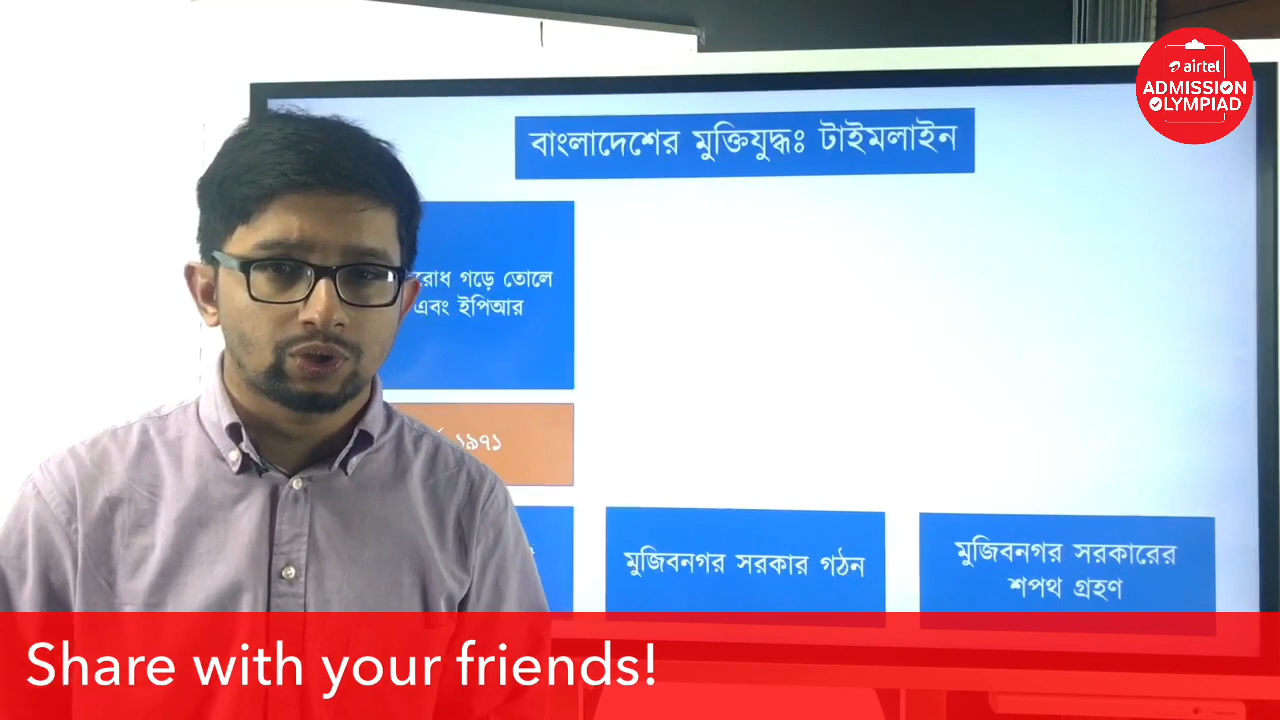 airtel
ADMISSION
OLYMPIAD
বাংলাদেশের মুক্তিযুদ্ধঃ টাইমলাইন
গড়ে তোলে
এবং ইপিআর
১৯৭১
মুজিবনগর সরকার গঠন
মুজিবনগর সরকারের
শপথ গ্রহণ
Share with your friends!